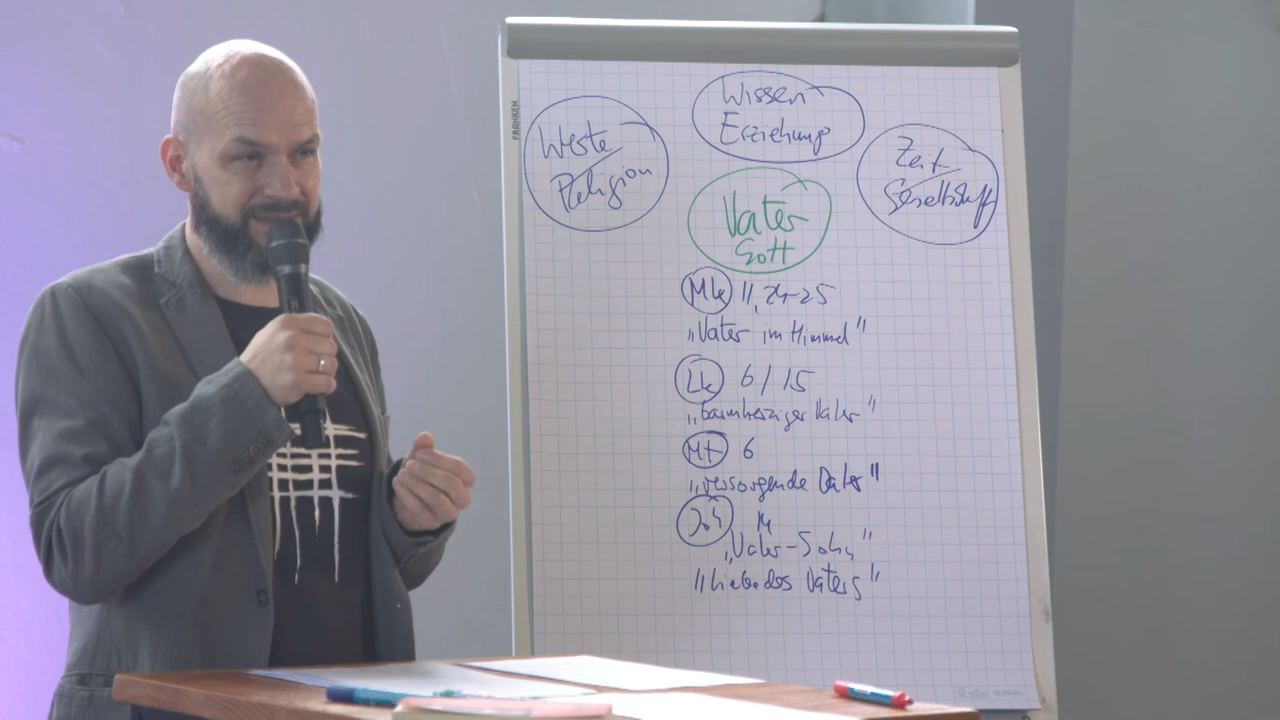 Wissen
Erziehung
Werte
Religion
Zeit
Gesellschaft
Vater
Gott
Mk 11, 24-25
"Vater im Himmel"
Lk 6/15
"barmherziger Vater"
Mt 6
"versorgende Vater"
Joh 14
"Vater-Sohn"
"Liebe des Vaters"
FRANKEN